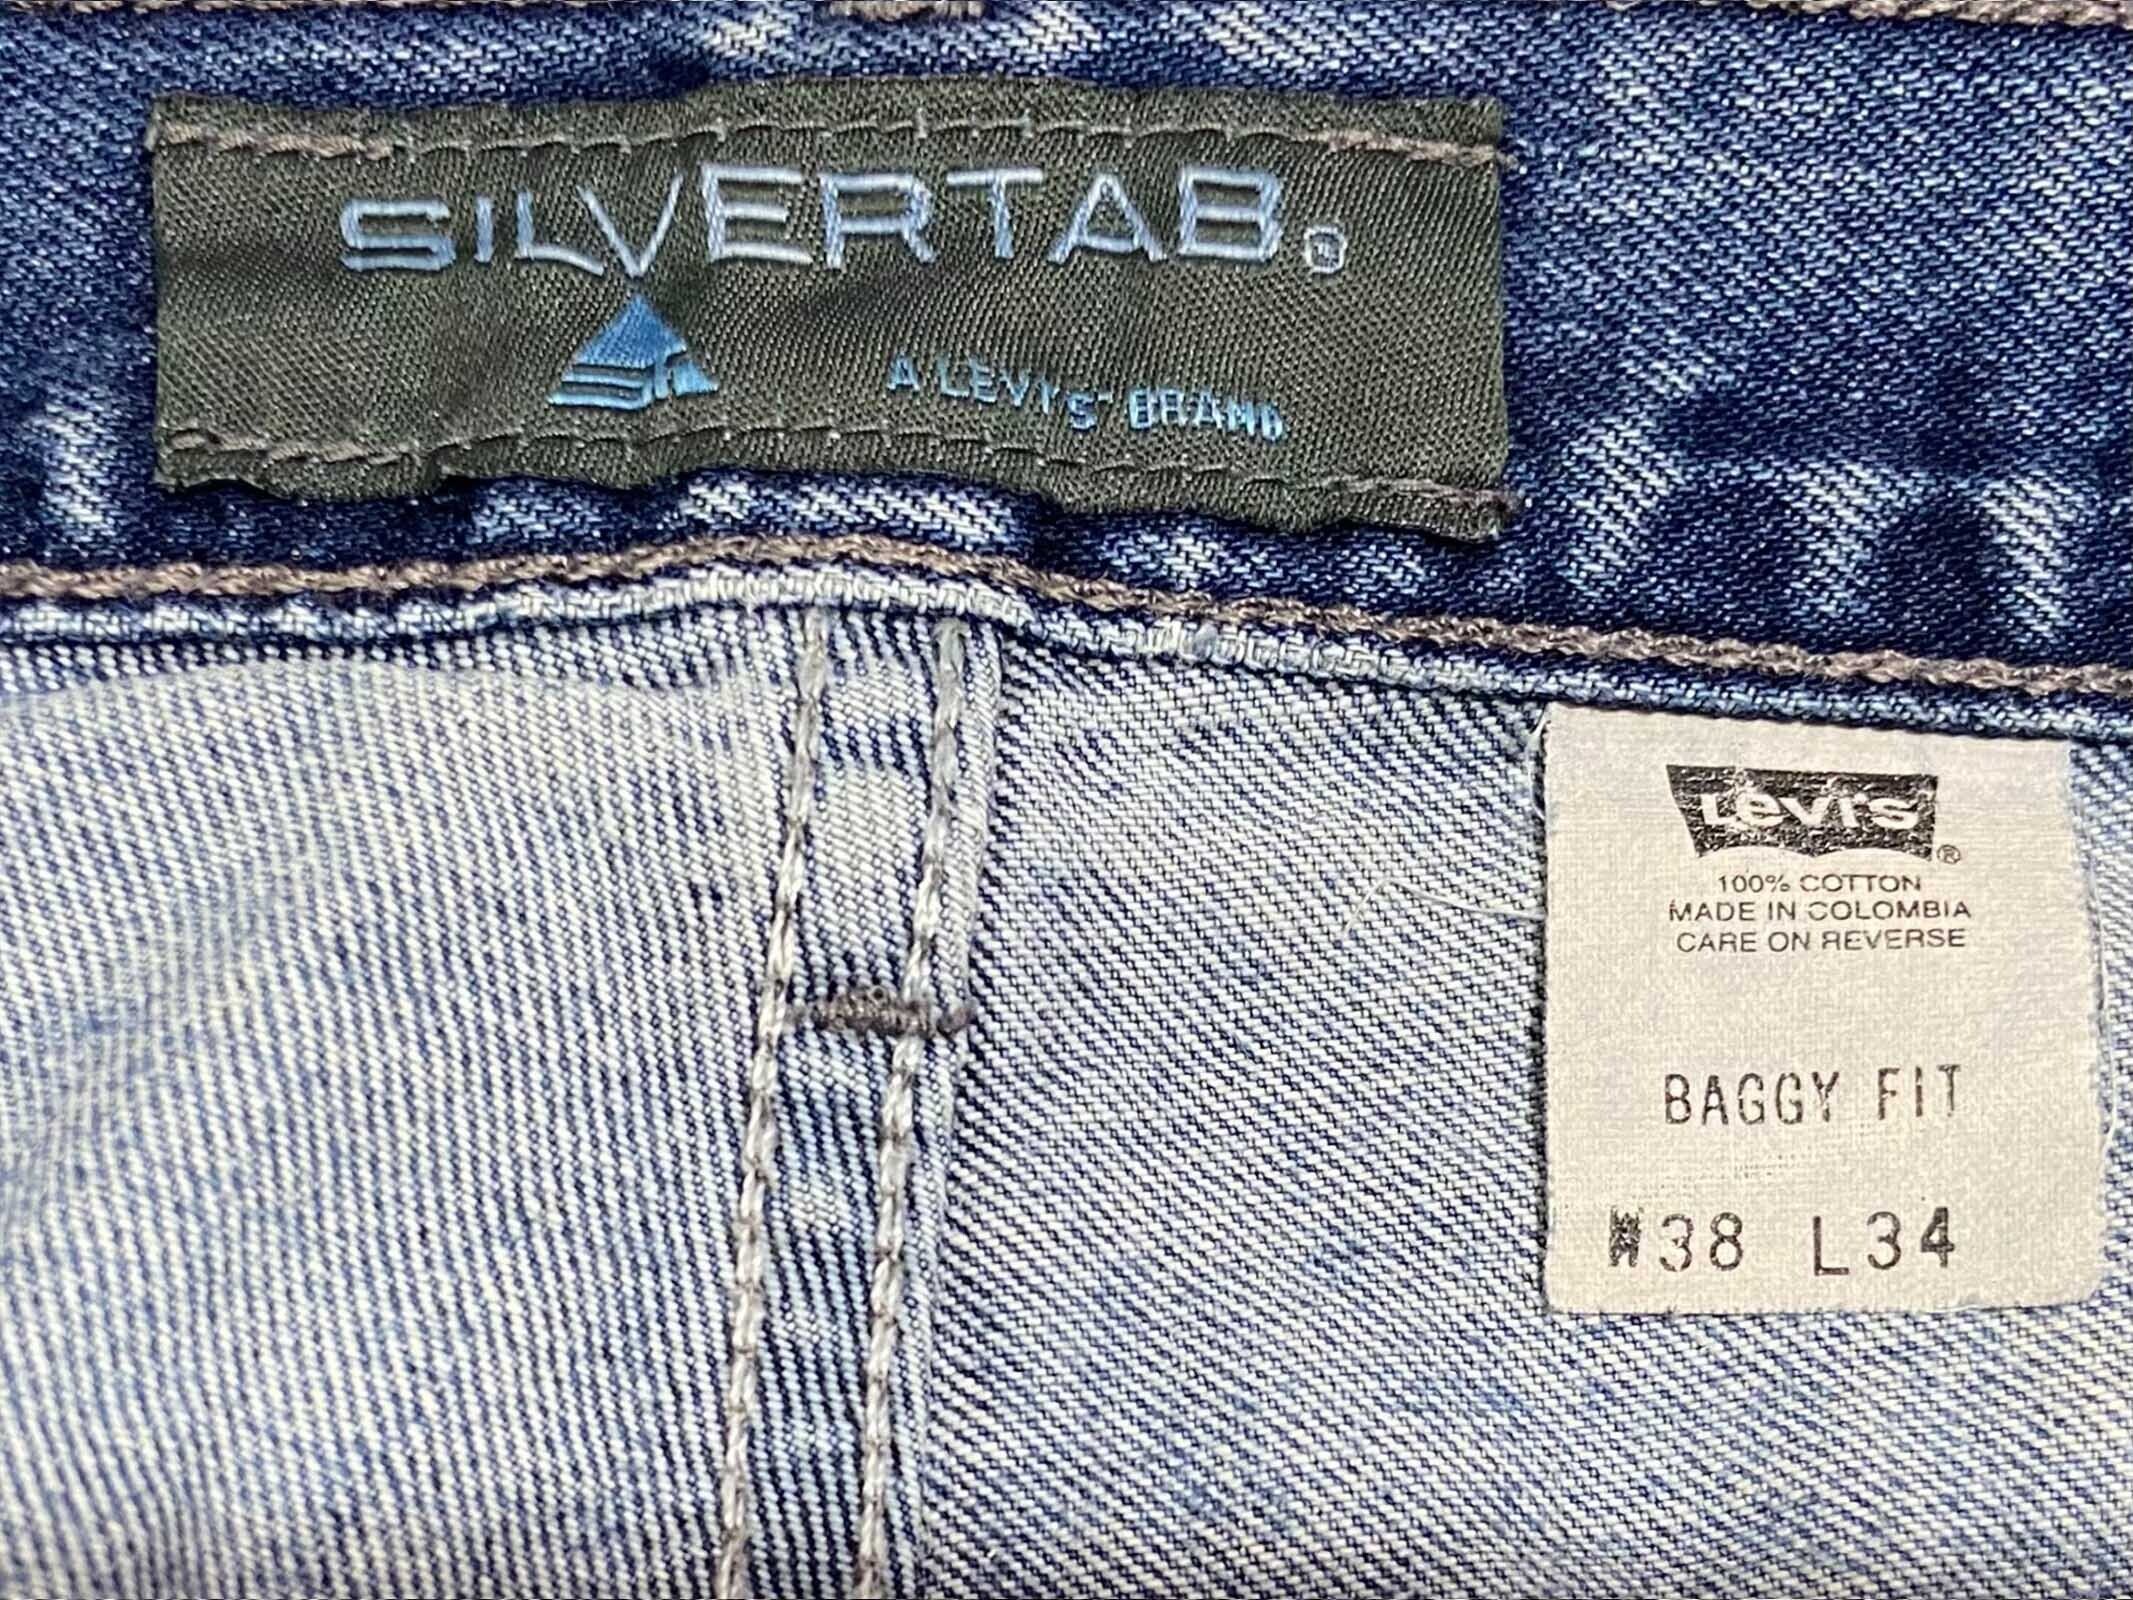 SILVERTAB®
A LEVI'S® BRAND
Levi's®
100% COTTON
MADE IN COLOMBIA
CARE ON REVERSE
BAGGY FIT
W38 L34